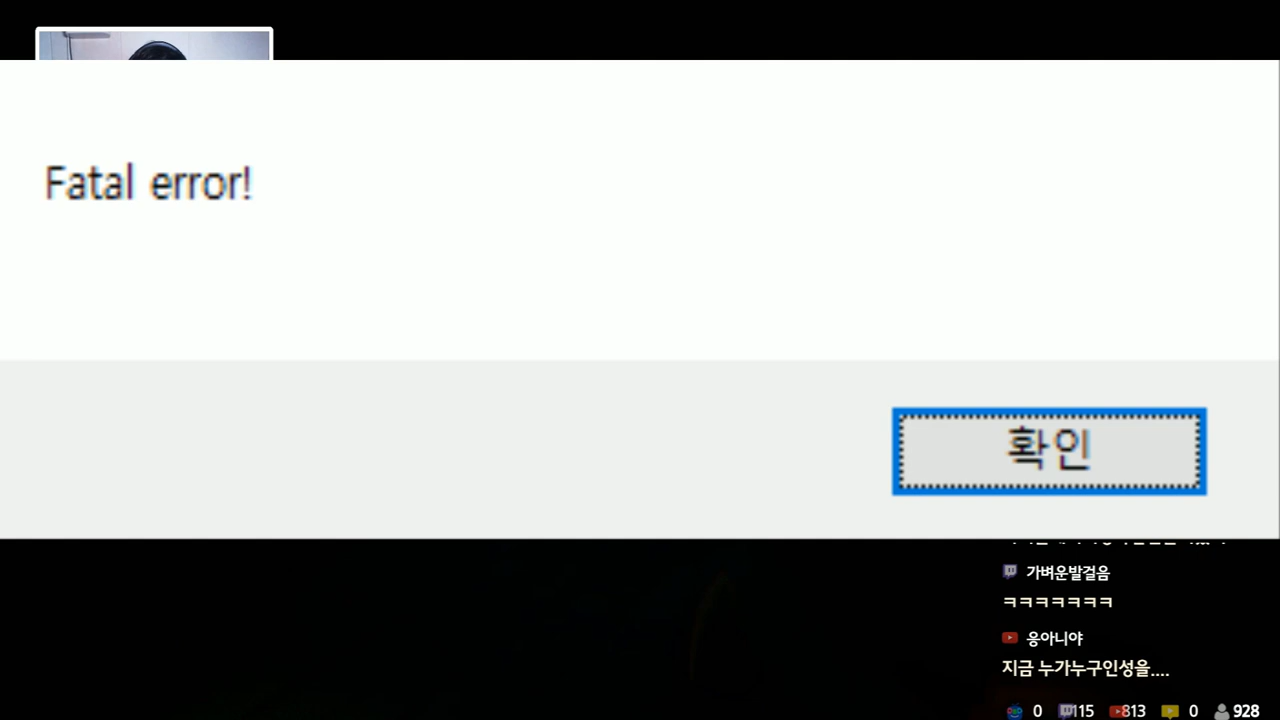 Fatal error!
확인
가벼운발걸음
ㅋㅋㅋㅋㅋㅋㅋ
응아니야
지금 누가누구인성을....
0 115 813 0 928